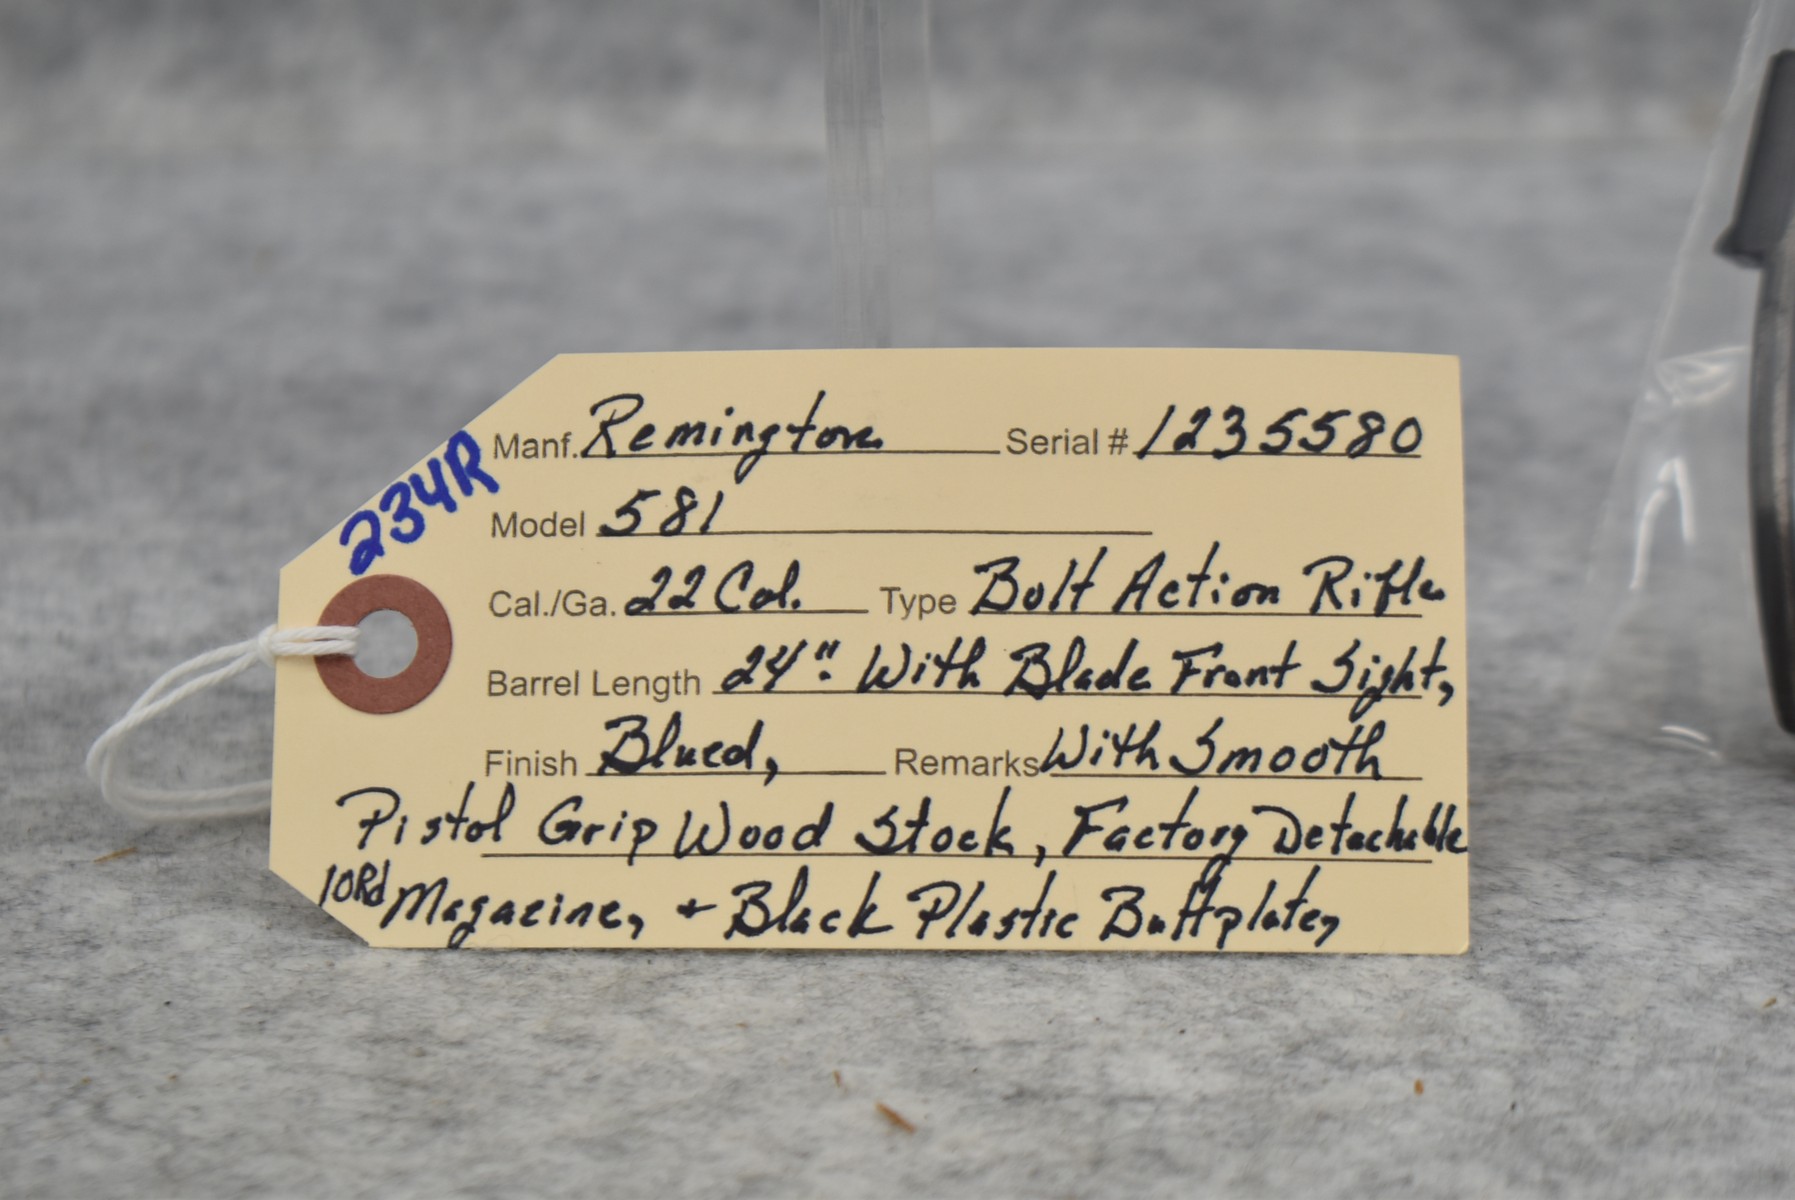 234R
Manf. Remington Serial # 1235580
Model 581
Cal./Ga. 22 Cal. Type Bolt Action Rifle
Barrel Length 24". With Blade Front Sight,
Finish Blued, Remarks With Smooth
Pistol Grip Wood Stock, Factory Detachable
10Rd Magazine, + Black Plastic Buttplate,